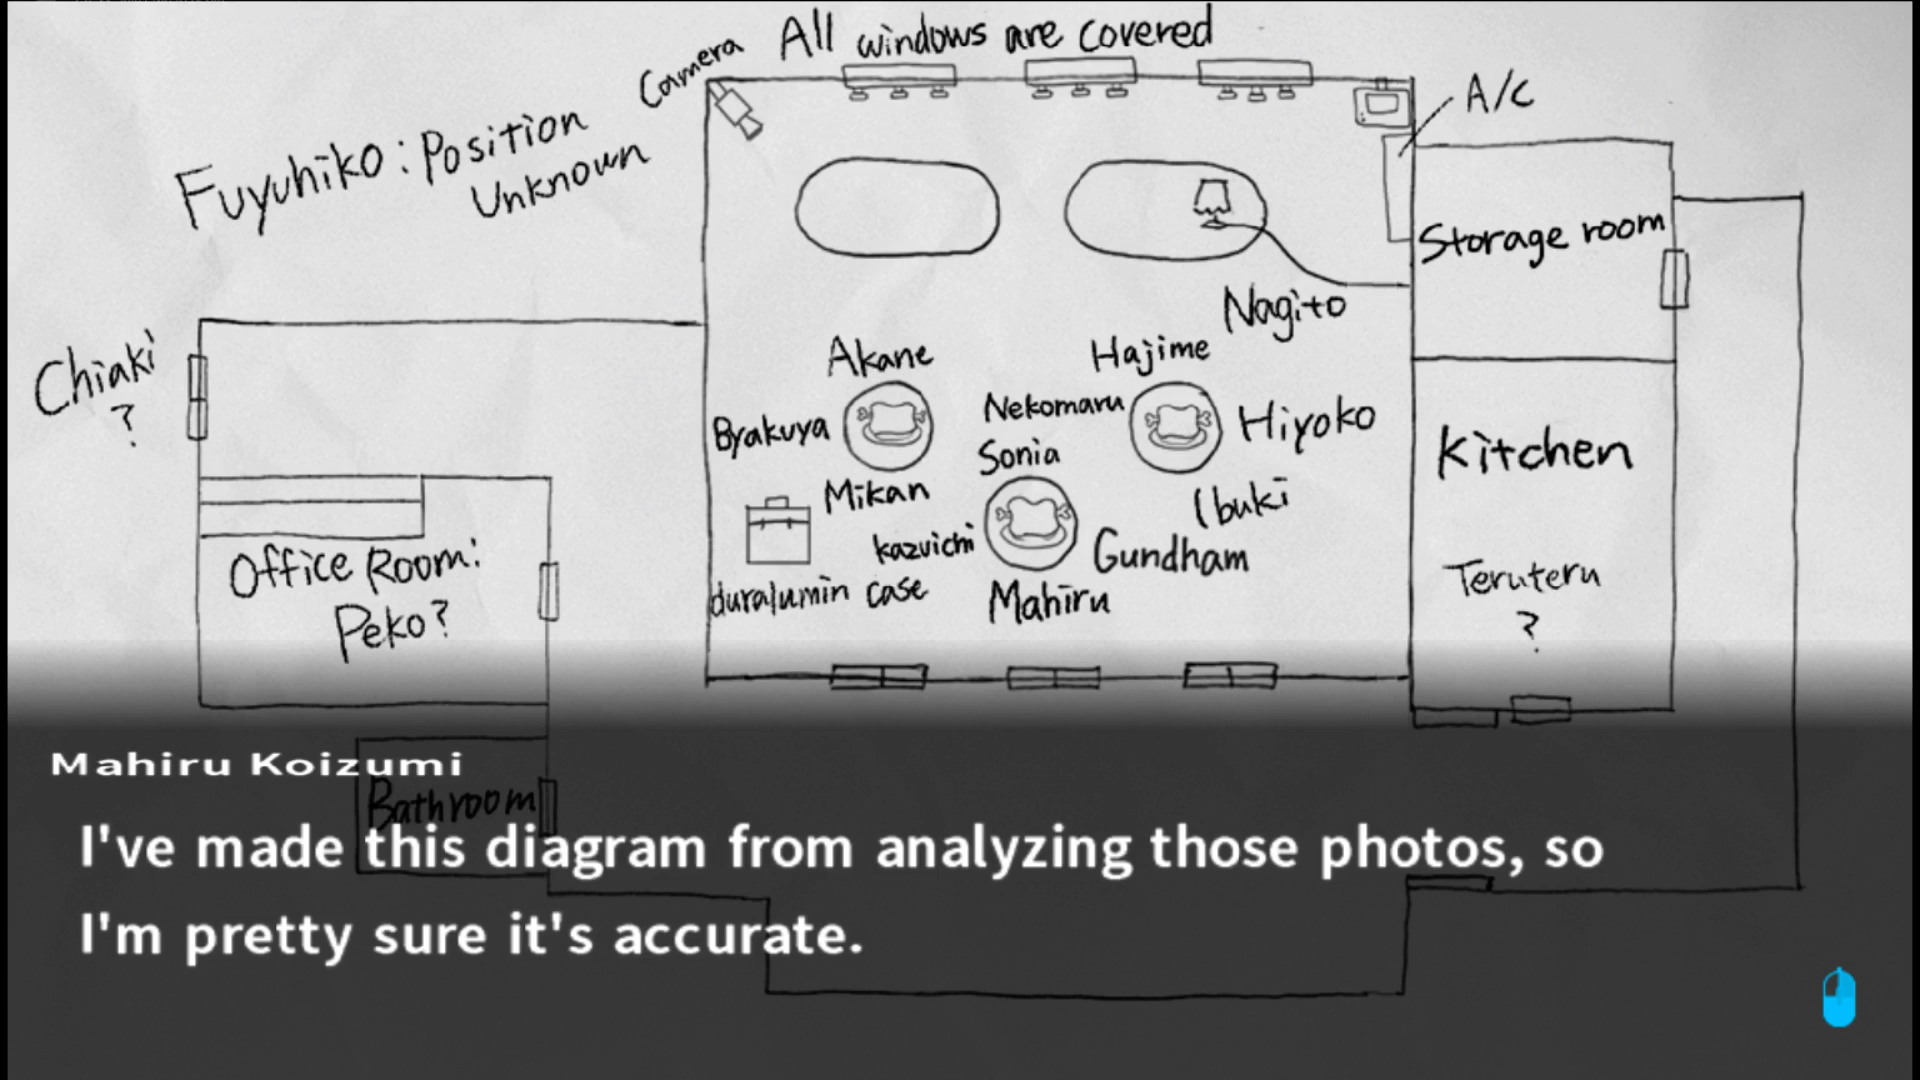 All windows are covered
Camera
A/C
Fuyuhiko: Position
Unknown
Storage room
Nagito
Chiaki
?
Akane
Hajime
Byakuya
Nekomaru
Hiyoko
Sonia
Kitchen
Mikan
Ibuki
kazuichi
Gundham
Office Room:
Peko?
duralumin case
Mahiru
Teruteru
?
Mahiru Koizumi
Bathroom
I've made this diagram from analyzing those photos, so
I'm pretty sure it's accurate.